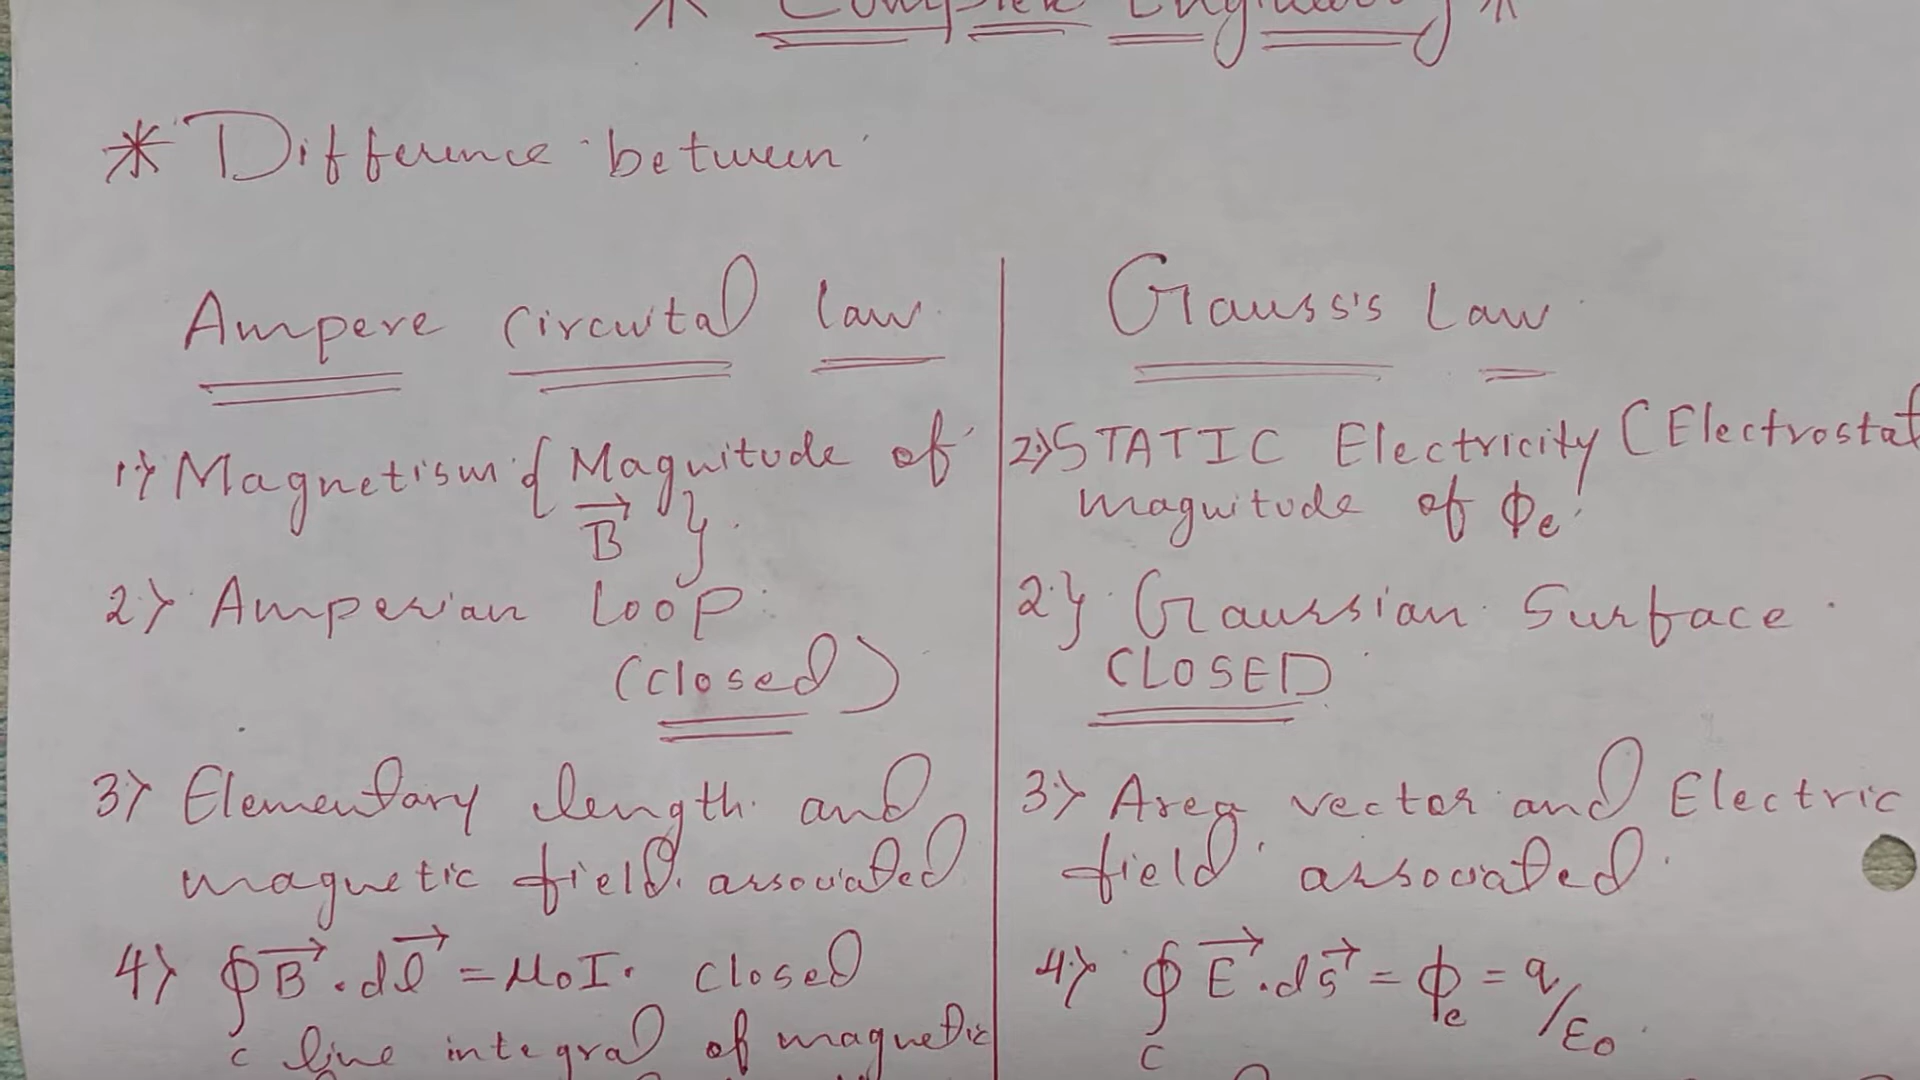 * Difference between
Ampere circuital law
1) Magnetism { Magnitude of
B⃗ }.
2) Amperian Loop
(closed)
3) Elementary length and
magnetic field associated
4) ∮B⃗.dl⃗ = μ₀I. closed
c line integral of magnetic
Gauss's Law
2) STATIC Electricity (Electrostat
magnitude of ϕe
2} Gaussian Surface
CLOSED
3) Area vector and Electric
field associated
4) ∮ E⃗.ds⃗ = ϕe = q/ε₀
c